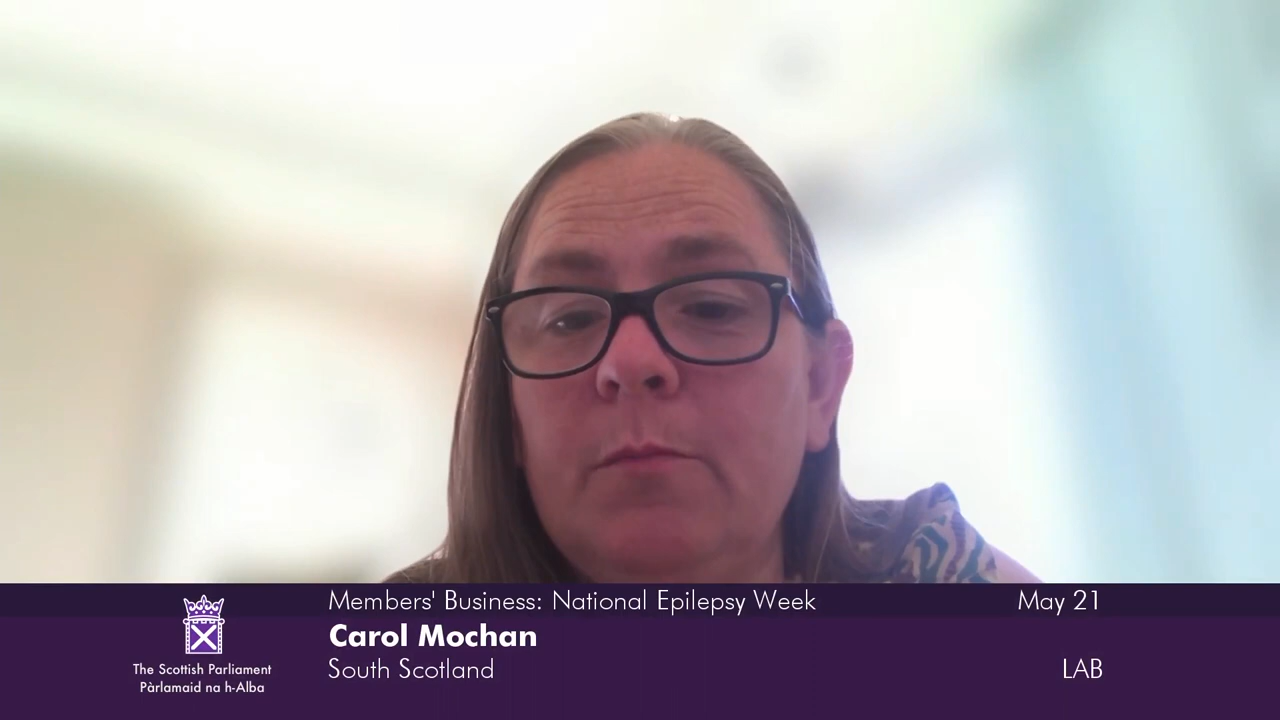 Members' Business: National Epilepsy Week
May 21
Carol Mochan
South Scotland
LAB
The Scottish Parliament
Pàrlamaid na h-Alba